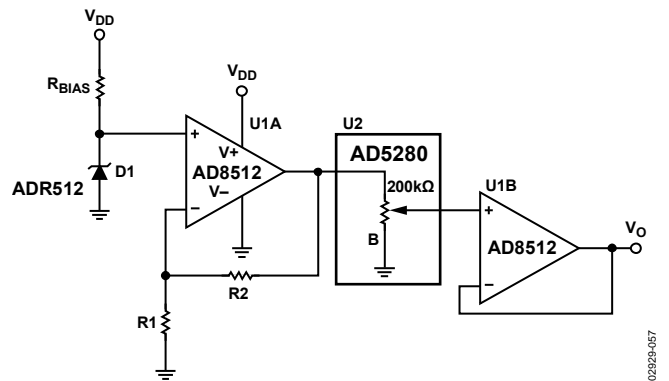 VDD
RBIAS
D1
ADR512
VDD
U1A
+
V+
AD8512
V–
–
R2
R1
U2
AD5280
200kΩ
B
U1B
+
AD8512
–
VO
02929-057